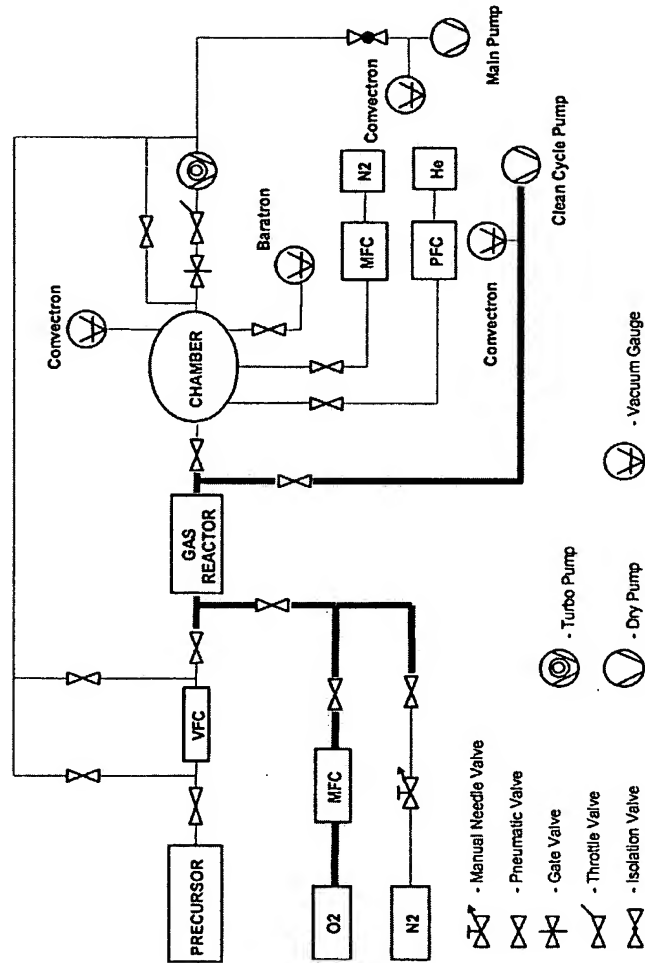 PRECURSOR
VFC
GAS
REACTOR
CHAMBER
Convectron
Baratron
Convectron
Main Pump
O2
MFC
N2
MFC
N2
PFC
He
Convectron
Clean Cycle Pump
- Manual Needle Valve
- Pneumatic Valve
- Gate Valve
- Throttle Valve
- Isolation Valve
- Turbo Pump
- Dry Pump
- Vacuum Gauge